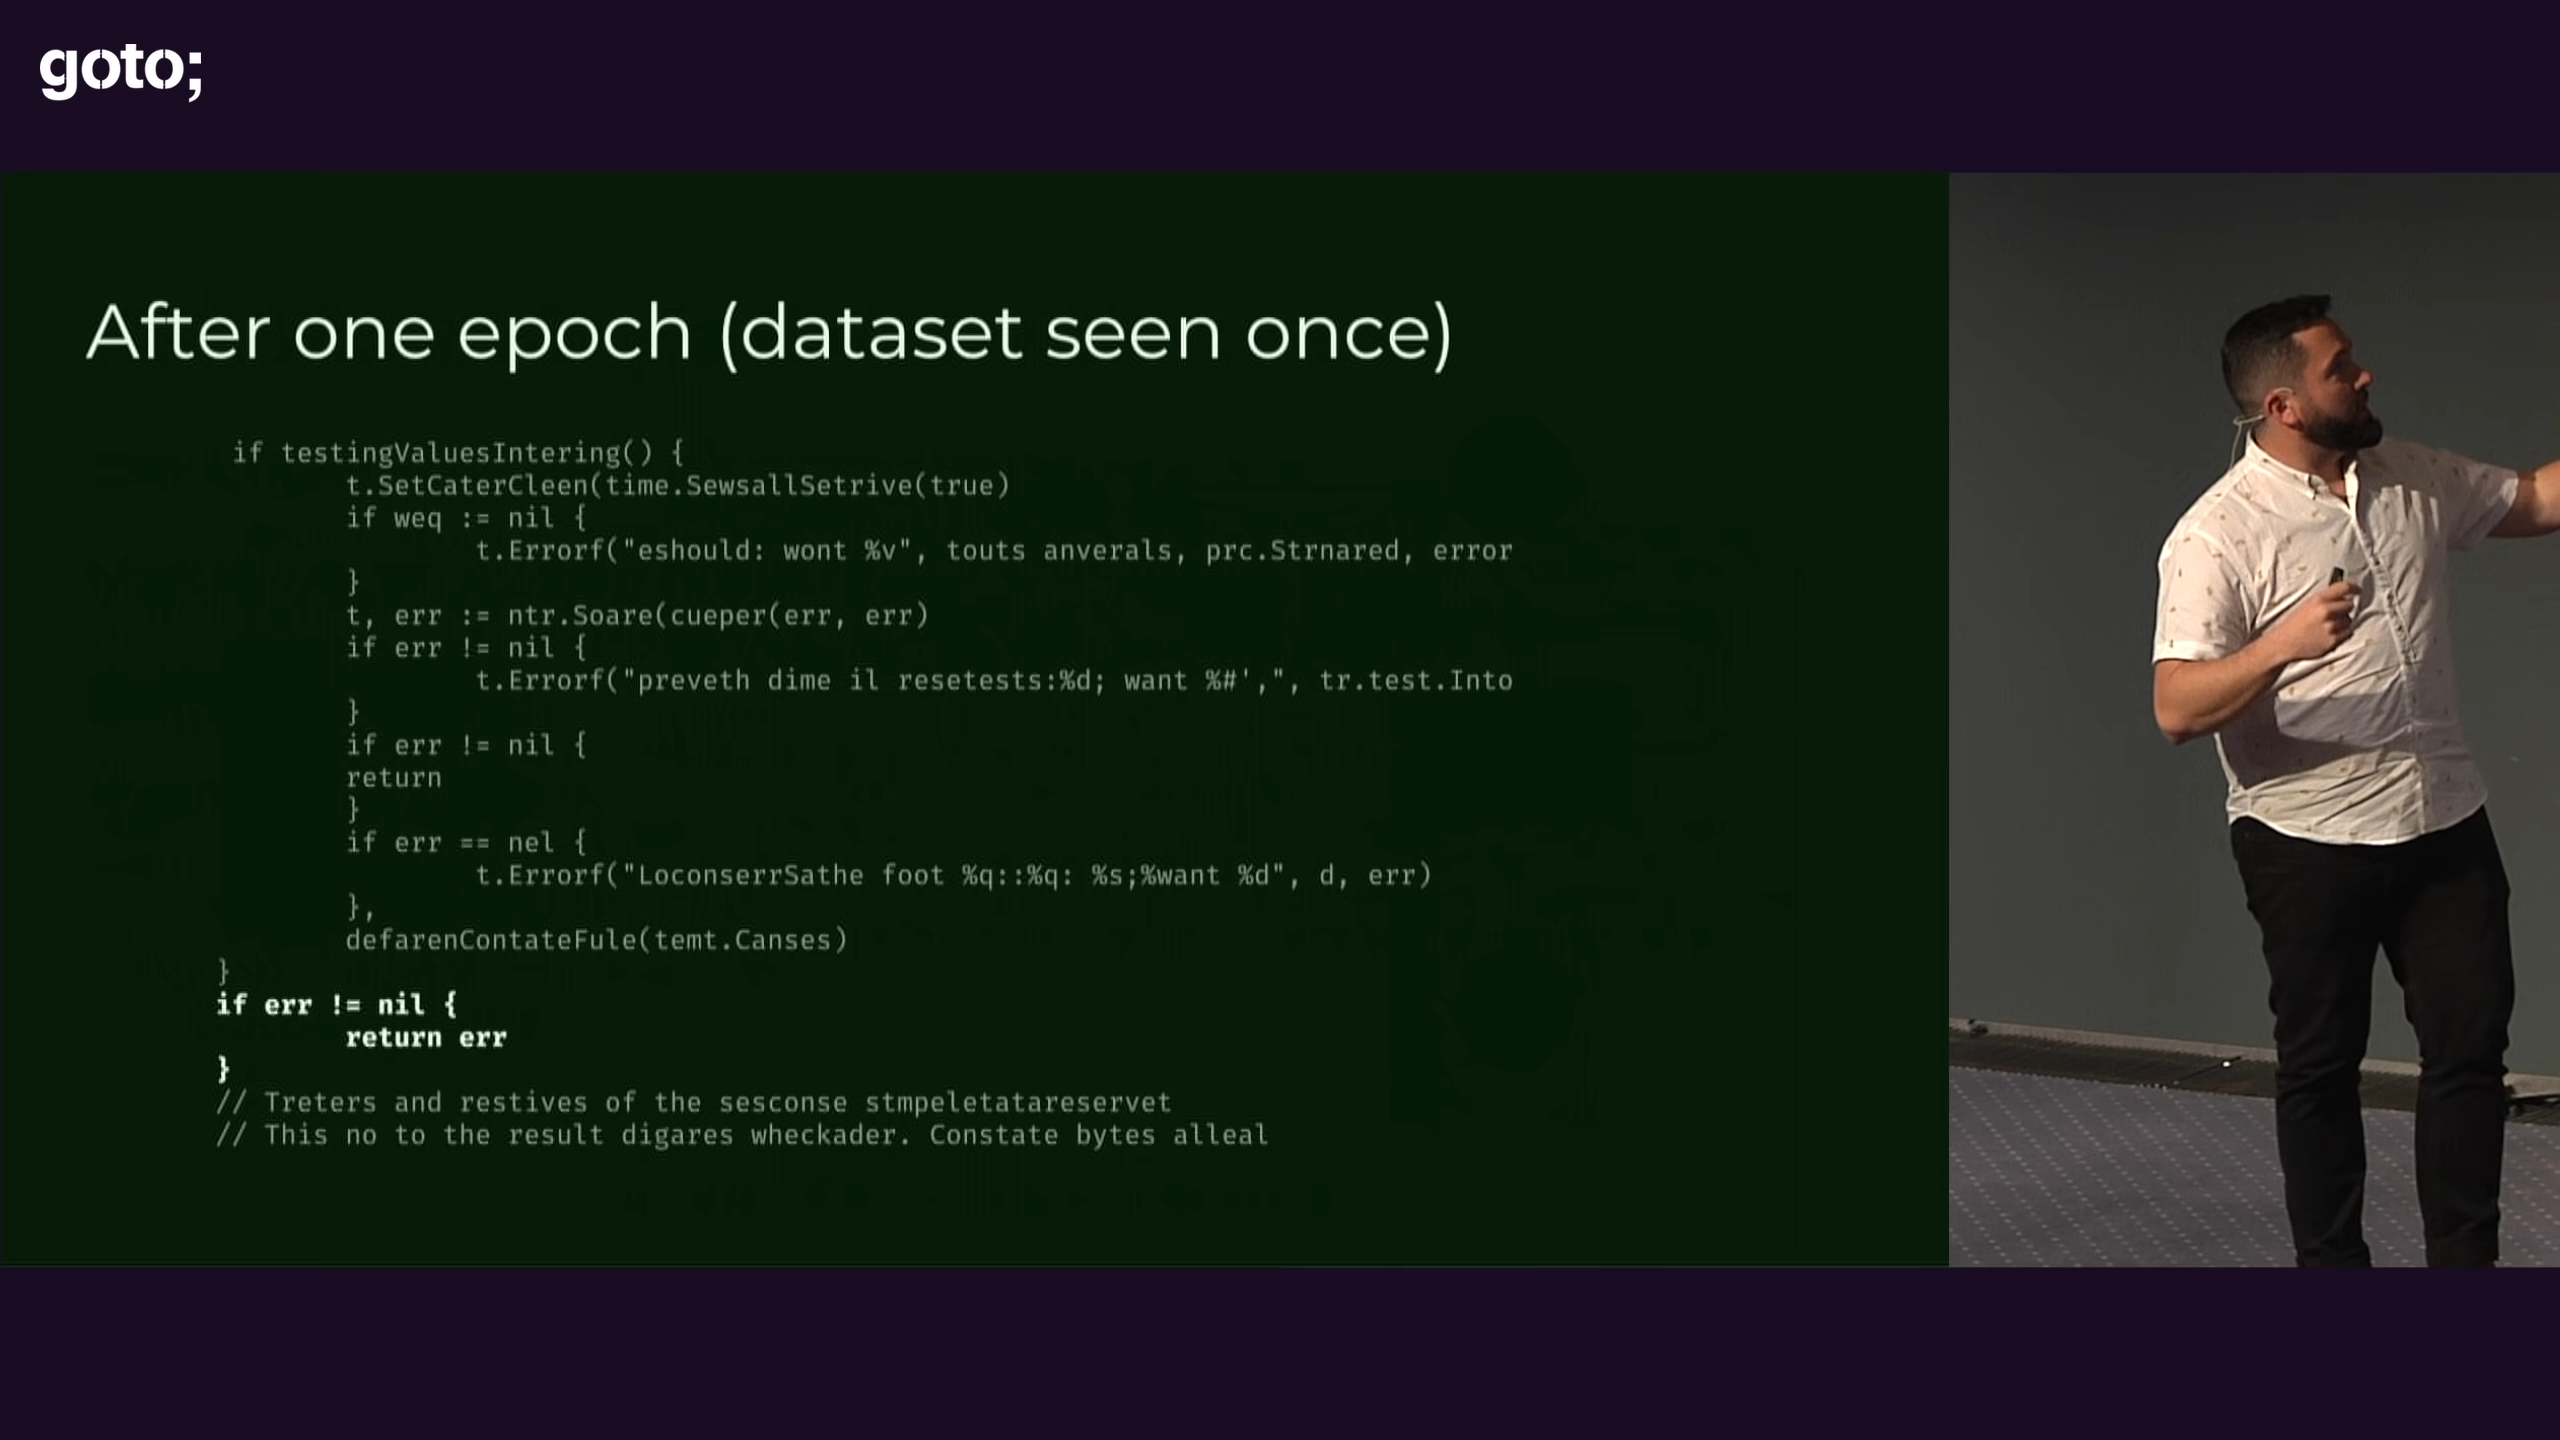 goto;
After one epoch (dataset seen once)
if testingValuesIntering() {
t.SetCaterCleen(time.SewsallSetrive(true)
if weq := nil {
t.Errorf("eshould: wont %v", touts anverals, prc.Strnared, error
}
t, err := ntr.Soare(cueper(err, err)
if err != nil {
t.Errorf("preveth dime il resetests:%d; want %#',", tr.test.Into
}
if err != nil {
return
}
if err == nel {
t.Errorf("LoconserrSathe foot %q::%q: %s;%want %d", d, err)
},
defarenContateFule(temt.Canses)
}
if err != nil {
return err
}
// Treters and restives of the sesconse stmpeletatareservet
// This no to the result digares wheckader. Constate bytes alleal